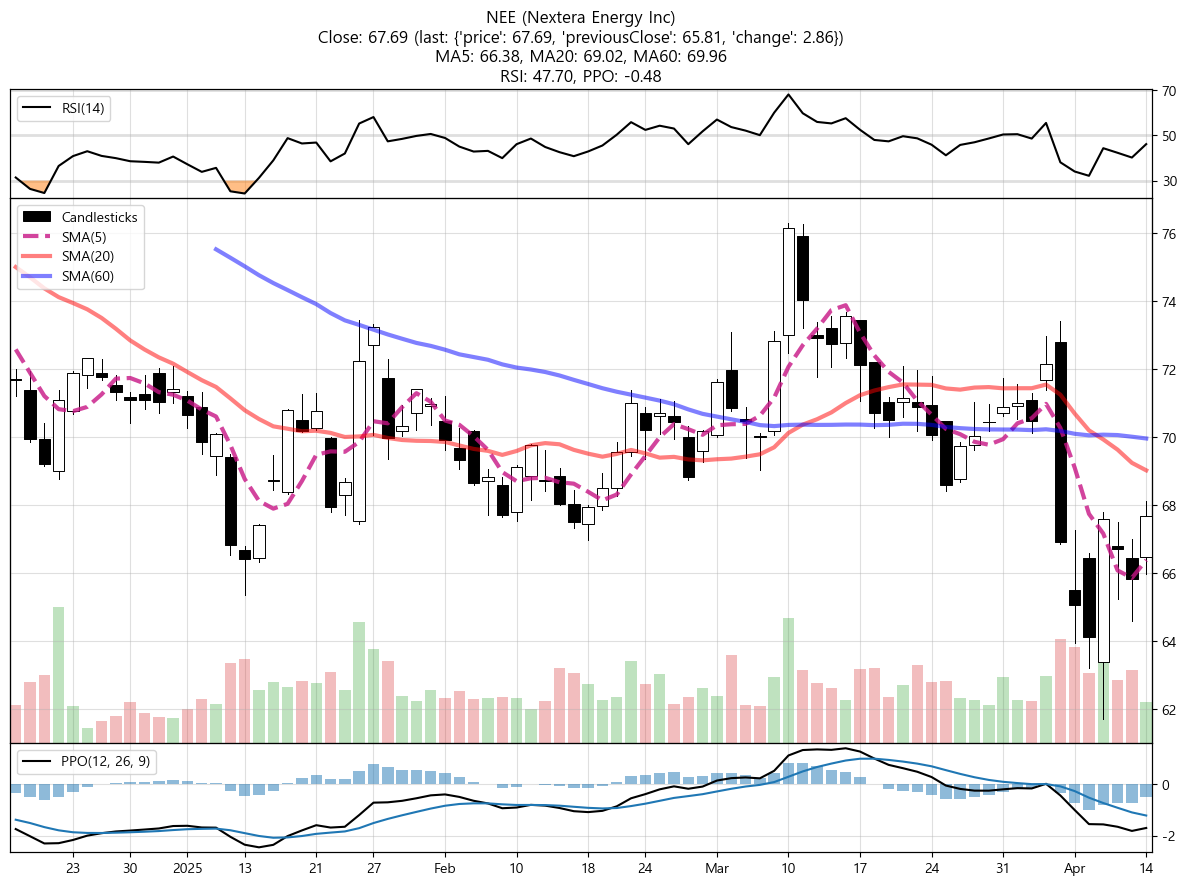 NEE (Nextera Energy Inc)
Close: 67.69 (last: {'price': 67.69, 'previousClose': 65.81, 'change': 2.86})
MA5: 66.38, MA20: 69.02, MA60: 69.96
RSI: 47.70, PPO: -0.48
RSI(14)
70
50
30
Candlesticks
SMA(5)
SMA(20)
SMA(60)
76
74
72
70
68
66
64
62
PPO(12, 26, 9)
0
-2
23 30 2025 13 21 27 Feb 10 18 24 Mar 10 17 24 31 Apr 14